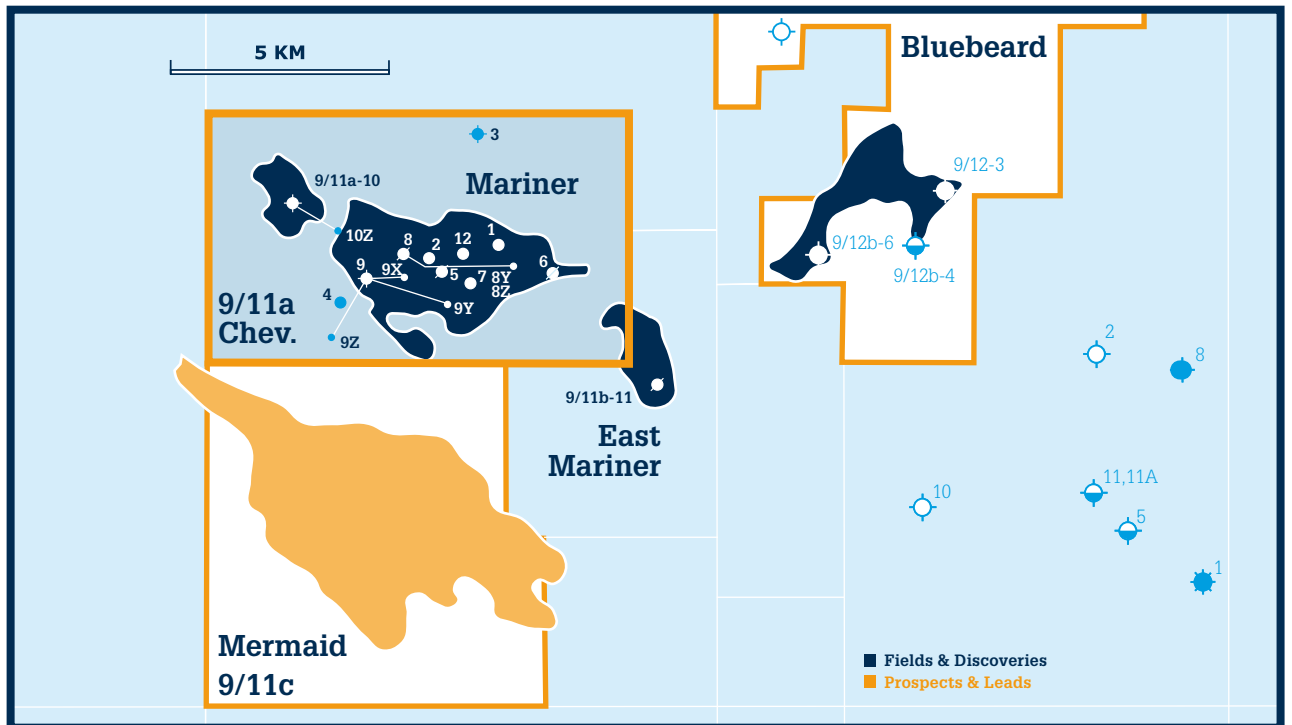 5 KM
Bluebeard
3
9/11a-10
Mariner
9/12-3
10Z
8
2
12
1
9/12b-6
9
9X
5
7
8Y
8Z
6
9/12b-4
4
9Y
9/11a
Chev.
9Z
2
8
9/11b-11
East
Mariner
11,11A
10
5
1
Mermaid
9/11c
Fields & Discoveries
Prospects & Leads